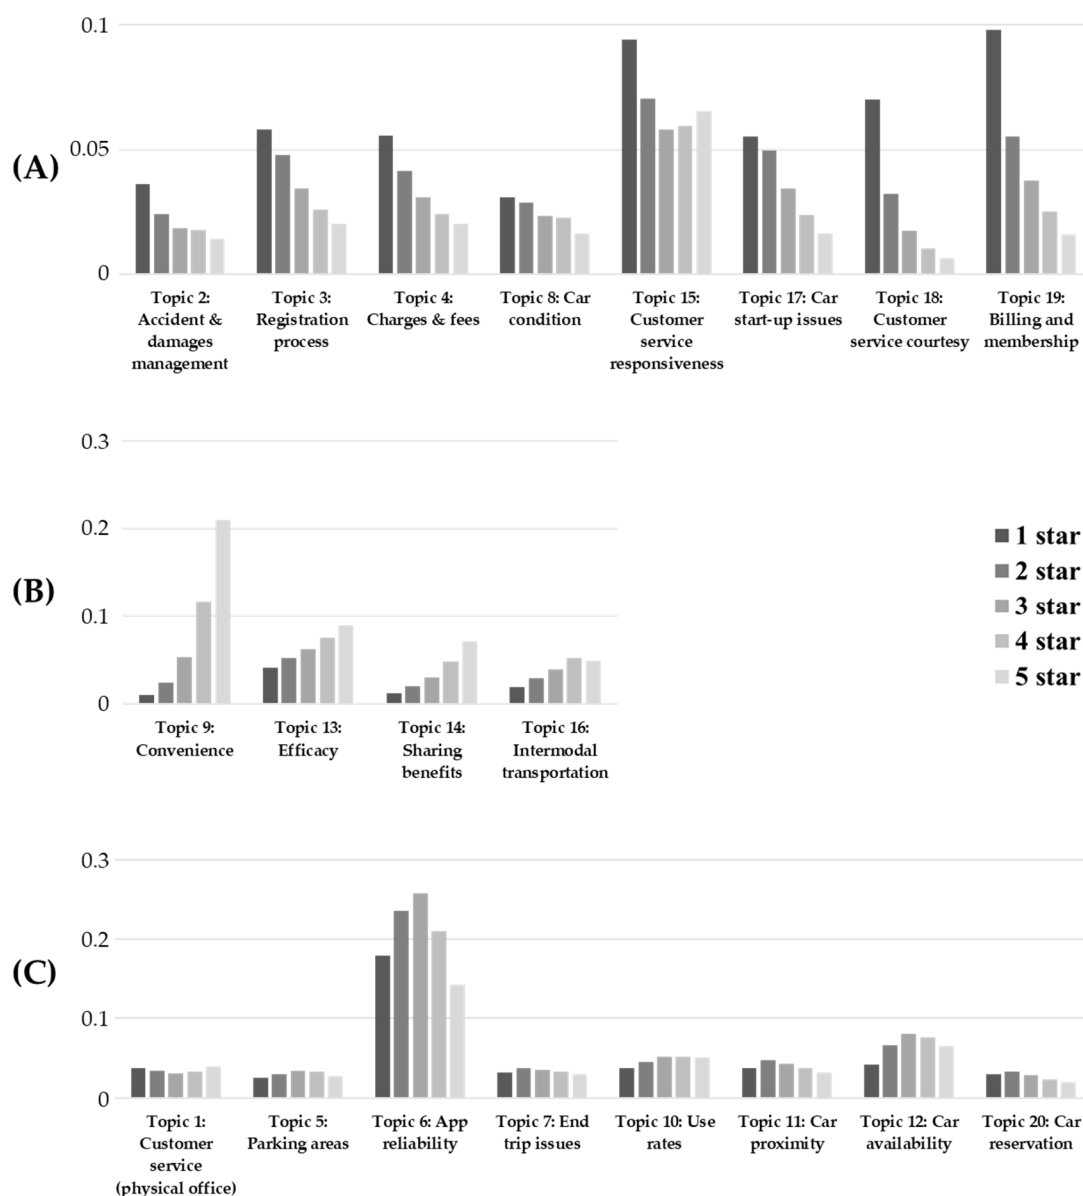 (A)
0.1
0.05
0
Topic 2: Accident & damages management
Topic 3: Registration process
Topic 4: Charges & fees
Topic 8: Car condition
Topic 15: Customer service responsiveness
Topic 17: Car start-up issues
Topic 18: Customer service courtesy
Topic 19: Billing and membership
(B)
0.3
0.2
0.1
0
Topic 9: Convenience
Topic 13: Efficacy
Topic 14: Sharing benefits
Topic 16: Intermodal transportation
1 star
2 star
3 star
4 star
5 star
(C)
0.3
0.2
0.1
0
Topic 1: Customer service (physical office)
Topic 5: Parking areas
Topic 6: App reliability
Topic 7: End trip issues
Topic 10: Use rates
Topic 11: Car proximity
Topic 12: Car availability
Topic 20: Car reservation